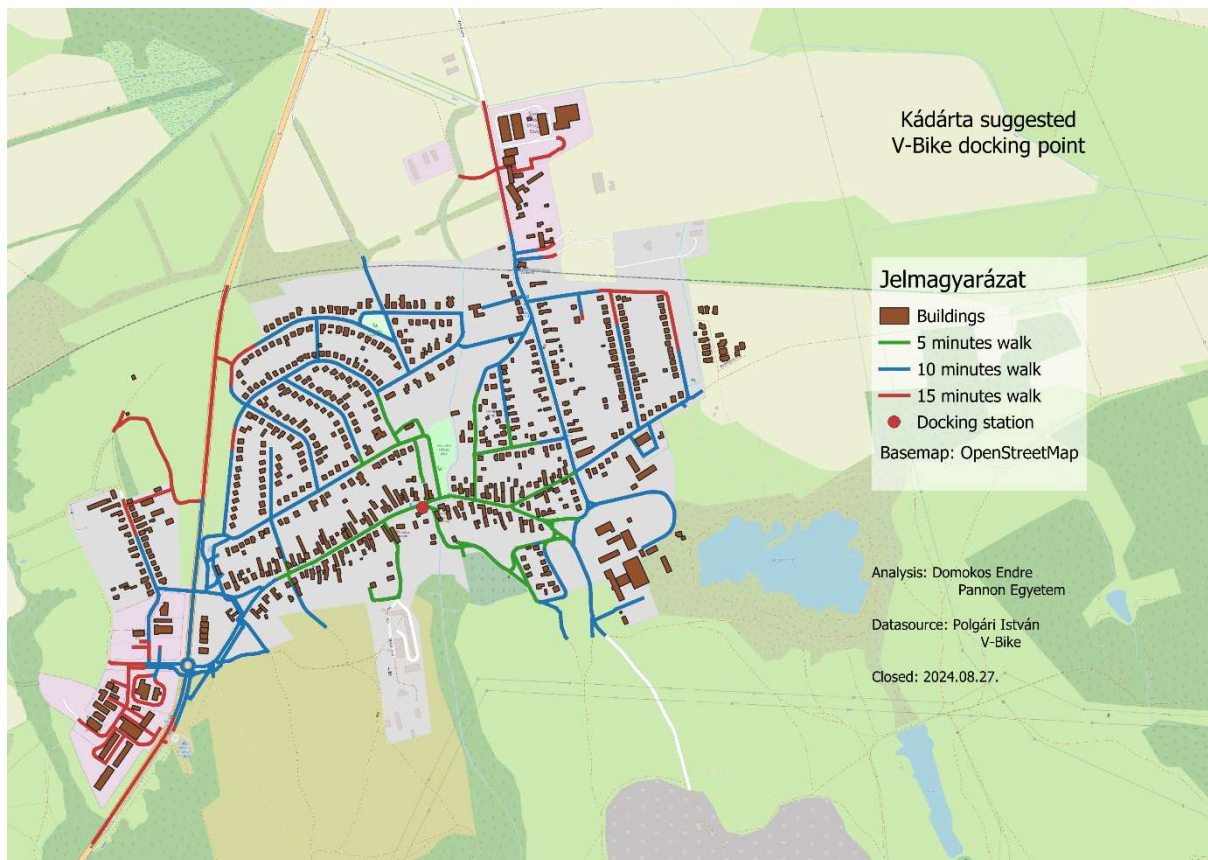 Kádárta suggested
V-Bike docking point
Jelmagyarázat
Buildings
5 minutes walk
10 minutes walk
15 minutes walk
Docking station
Basemap: OpenStreetMap
Analysis: Domokos Endre
Pannon Egyetem
Datasource: Polgári István
V-Bike
Closed: 2024.08.27.